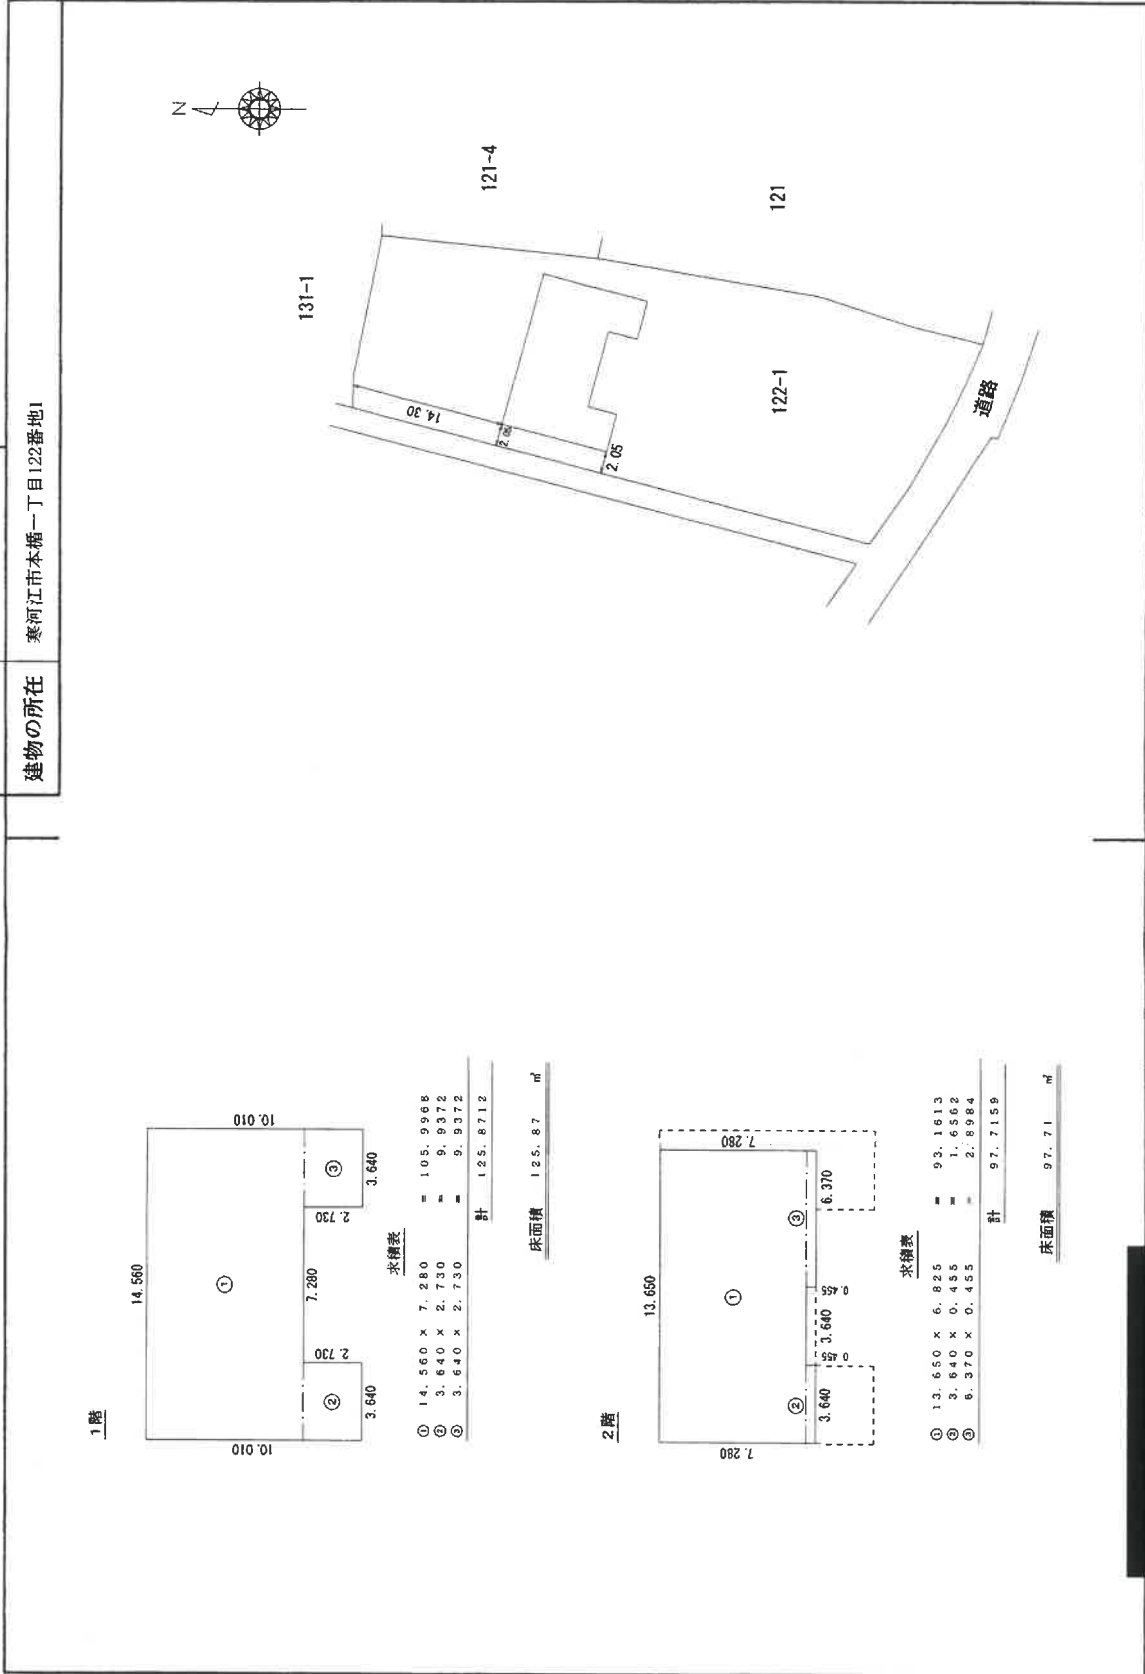 建物の所在 寒河江市本楯一丁目122番地1
1階
14.560
10.010
10.010
①
2.730
7.280
2.730
②
③
3.640
3.640
求積表
① 14.560 × 7.280 = 105.9968
② 3.640 × 2.730 = 9.9372
③ 3.640 × 2.730 = 9.9372
計 125.8712
床面積 125.87 ㎡
2階
13.650
7.280
7.280
①
②
③
0.455
0.455
3.640
3.640
6.370
求積表
① 13.650 × 6.825 = 93.1613
② 3.640 × 0.455 = 1.6562
③ 6.370 × 0.455 = 2.8984
計 97.7159
床面積 97.71 ㎡
N
131-1
121-4
14.30
2.05
2.05
122-1
121
道路